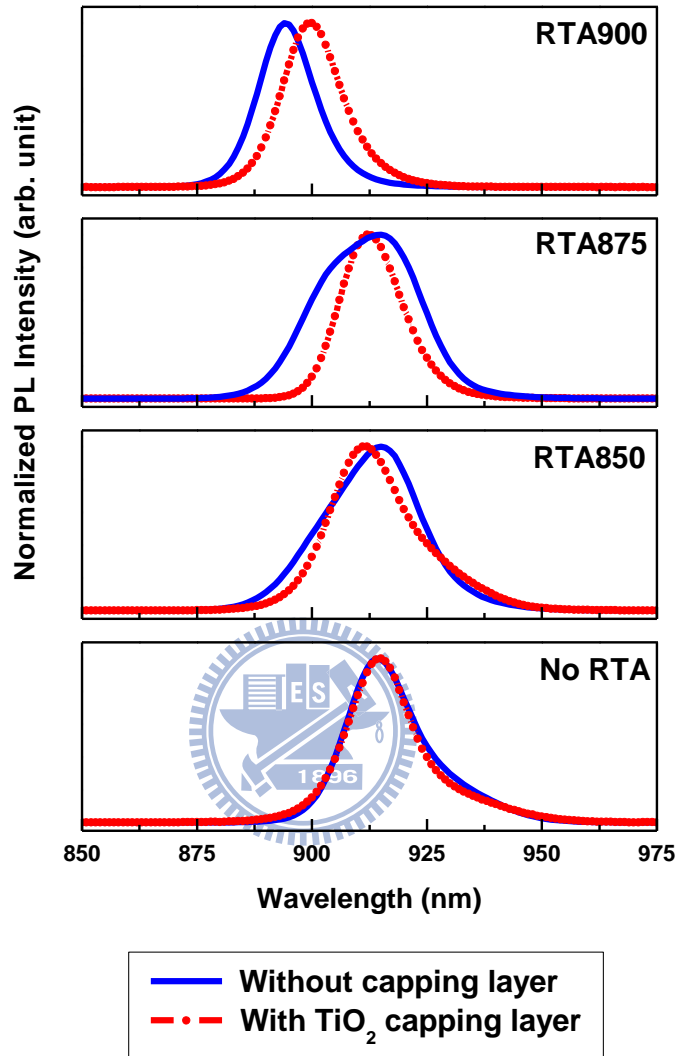 Normalized PL Intensity (arb. unit)
RTA900
RTA875
RTA850
No RTA
E S
1896
850 875 900 925 950 975
Wavelength (nm)
Without capping layer
With TiO₂ capping layer